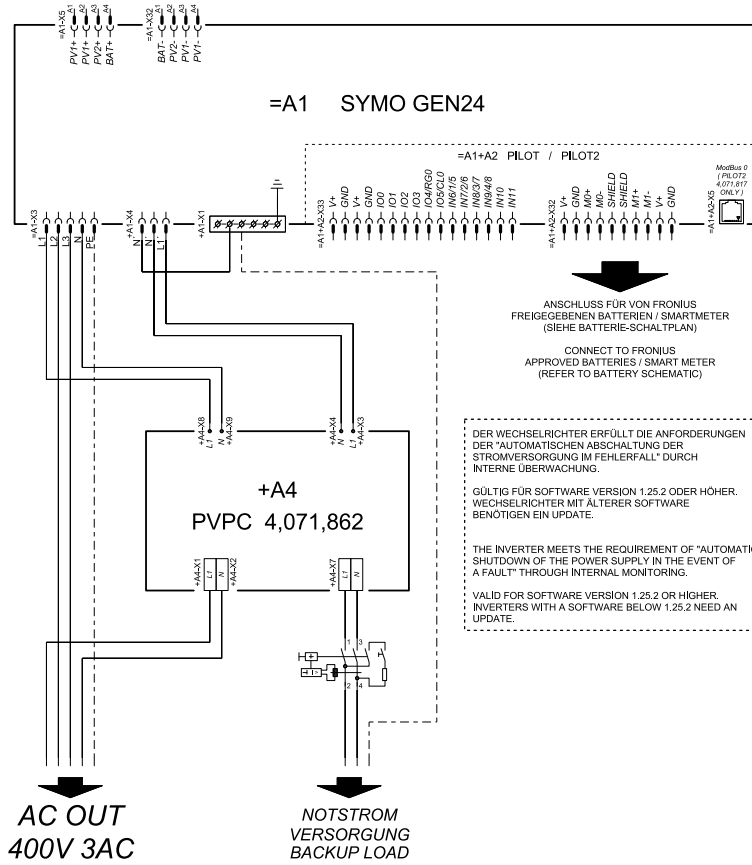 =A1-X5
A1
A2
A3
A4
PV1+
PV1+
PV2+
BAT+
=A1-X32
A1
A2
A3
A4
BAT-
PV2-
PV1-
PV1-
=A1 SYMO GEN24
=A1+A2 PILOT / PILOT2
ModBus 0
( PILOT2
4,071,817
ONLY )
=A1-X3
L1
L2
L3
N
PE
+A1-X4
N´
N´
L1´
+A1-X1
=A1+A2-X33
V+
GND
V+
GND
IO0
IO1
IO2
IO3
IO4/RG0
IO5/CL0
IN6/1/5
IN7/2/6
IN8/3/7
IN9/4/8
IN10
IN11
=A1+A2-X32
V+
GND
M0+
M0-
SHIELD
SHIELD
M1+
M1-
V+
GND
=A1+A2-X5
ANSCHLUSS FÜR VON FRONIUS
FREIGEGEBENEN BATTERIEN / SMARTMETER
(SIEHE BATTERIE-SCHALTPLAN)
CONNECT TO FRONIUS
APPROVED BATTERIES / SMART METER
(REFER TO BATTERY SCHEMATIC)
+A4-X8
L1
N
+A4-X9
+A4-X4
N
L1
+A4-X3
+A4
PVPC 4,071,862
+A4-X1
L1
N
+A4-X2
+A4-X7
L1
N
DER WECHSELRICHTER ERFÜLLT DIE ANFORDERUNGEN
DER "AUTOMATISCHEN ABSCHALTUNG DER
STROMVERSORGUNG IM FEHLERFALL" DURCH
INTERNE ÜBERWACHUNG.
GÜLTIG FÜR SOFTWARE VERSION 1.25.2 ODER HÖHER.
WECHSELRICHTER MIT ÄLTERER SOFTWARE
BENÖTIGEN EIN UPDATE.
THE INVERTER MEETS THE REQUIREMENT OF "AUTOMATIC
SHUTDOWN OF THE POWER SUPPLY IN THE EVENT OF
A FAULT" THROUGH INTERNAL MONITORING.
VALID FOR SOFTWARE VERSION 1.25.2 OR HIGHER.
INVERTERS WITH A SOFTWARE BELOW 1.25.2 NEED AN
UPDATE.
1
3
2
4
AC OUT
400V 3AC
NOTSTROM
VERSORGUNG
BACKUP LOAD